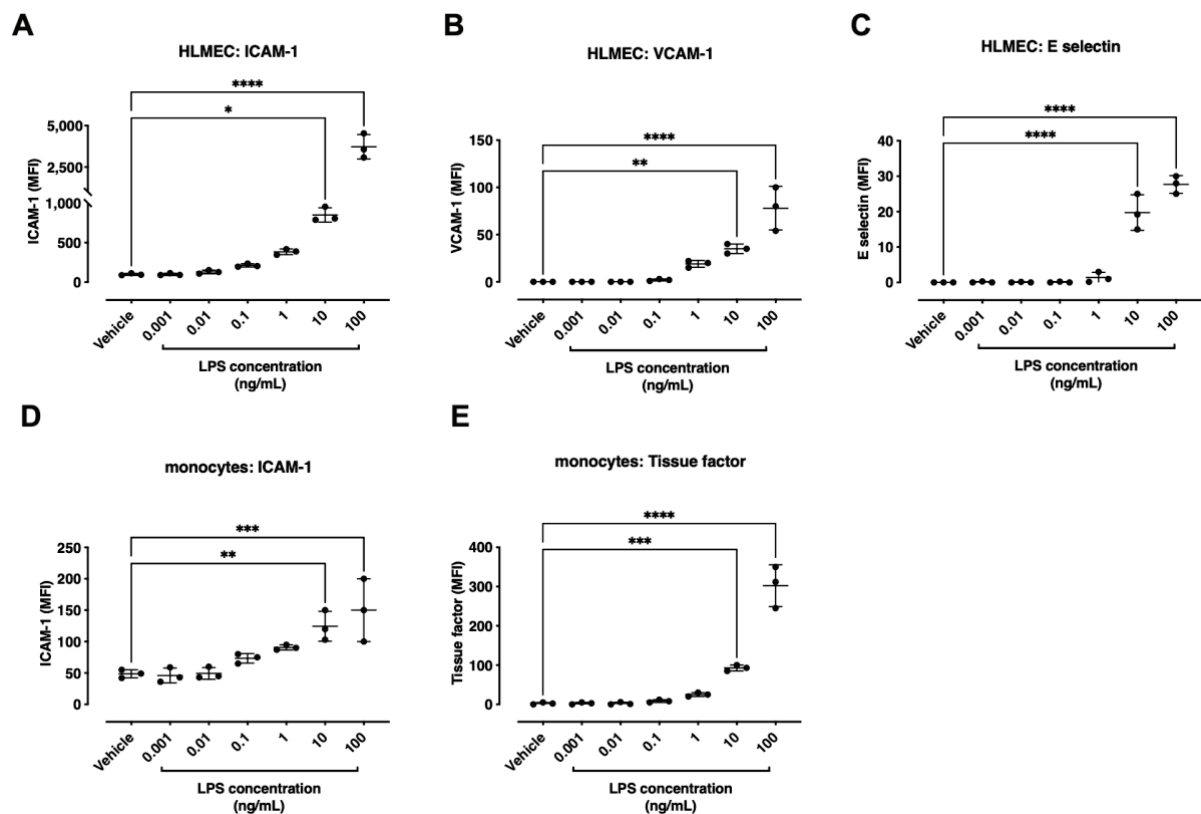 A
HLMEC: ICAM-1
****
*
5,000
2,500
1,000
500
0
ICAM-1 (MFI)
Vehicle
0.001
0.01
0.1
1
10
100
LPS concentration
(ng/mL)
B
HLMEC: VCAM-1
****
**
150
100
50
0
VCAM-1 (MFI)
Vehicle
0.001
0.01
0.1
1
10
100
LPS concentration
(ng/mL)
C
HLMEC: E selectin
****
****
40
30
20
10
0
E selectin (MFI)
Vehicle
0.001
0.01
0.1
1
10
100
LPS concentration
(ng/mL)
D
monocytes: ICAM-1
***
**
250
200
150
100
50
0
ICAM-1 (MFI)
Vehicle
0.001
0.01
0.1
1
10
100
LPS concentration
(ng/mL)
E
monocytes: Tissue factor
****
***
400
300
200
100
0
Tissue factor (MFI)
Vehicle
0.001
0.01
0.1
1
10
100
LPS concentration
(ng/mL)